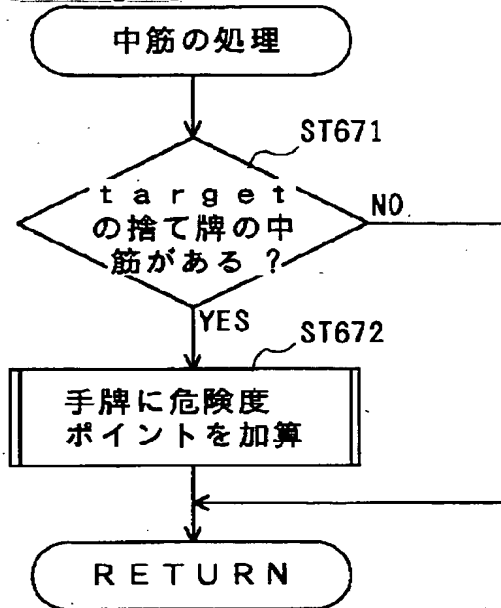 中筋の処理
ST671
ｔａｒｇｅｔ
の捨て牌の中
筋がある？
NO
YES
ST672
手牌に危険度
ポイントを加算
ＲＥＴＵＲＮ